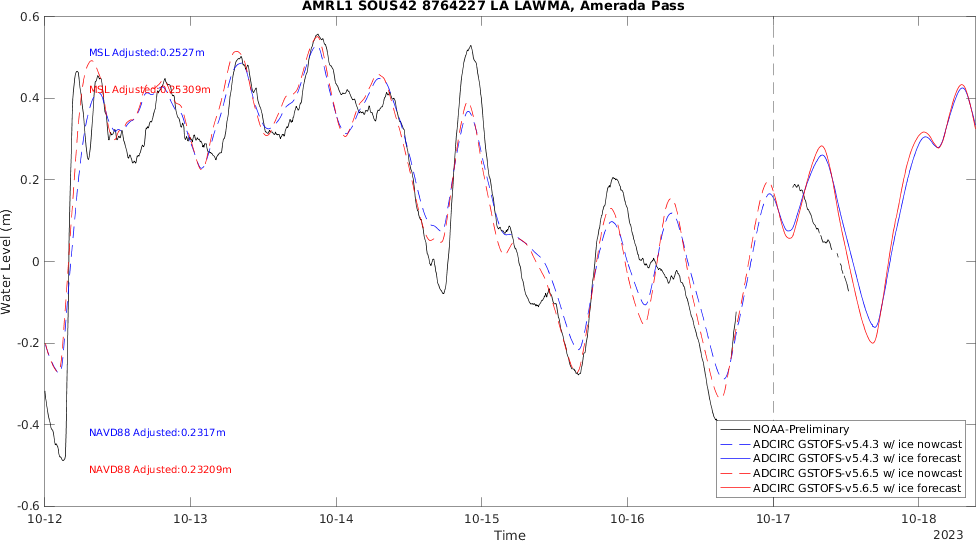 AMRL1 SOUS42 8764227 LA LAWMA, Amerada Pass
0.6
0.4
0.2
0
-0.2
-0.4
-0.6
Water Level (m)
MSL Adjusted:0.2527m
MSL Adjusted:0.25309m
NAVD88 Adjusted:0.2317m
NAVD88 Adjusted:0.23209m
NOAA-Preliminary
ADCIRC GSTOFS-v5.4.3 w/ ice nowcast
ADCIRC GSTOFS-v5.4.3 w/ ice forecast
ADCIRC GSTOFS-v5.6.5 w/ ice nowcast
ADCIRC GSTOFS-v5.6.5 w/ ice forecast
10-12 10-13 10-14 10-15 10-16 10-17 10-18
Time
2023